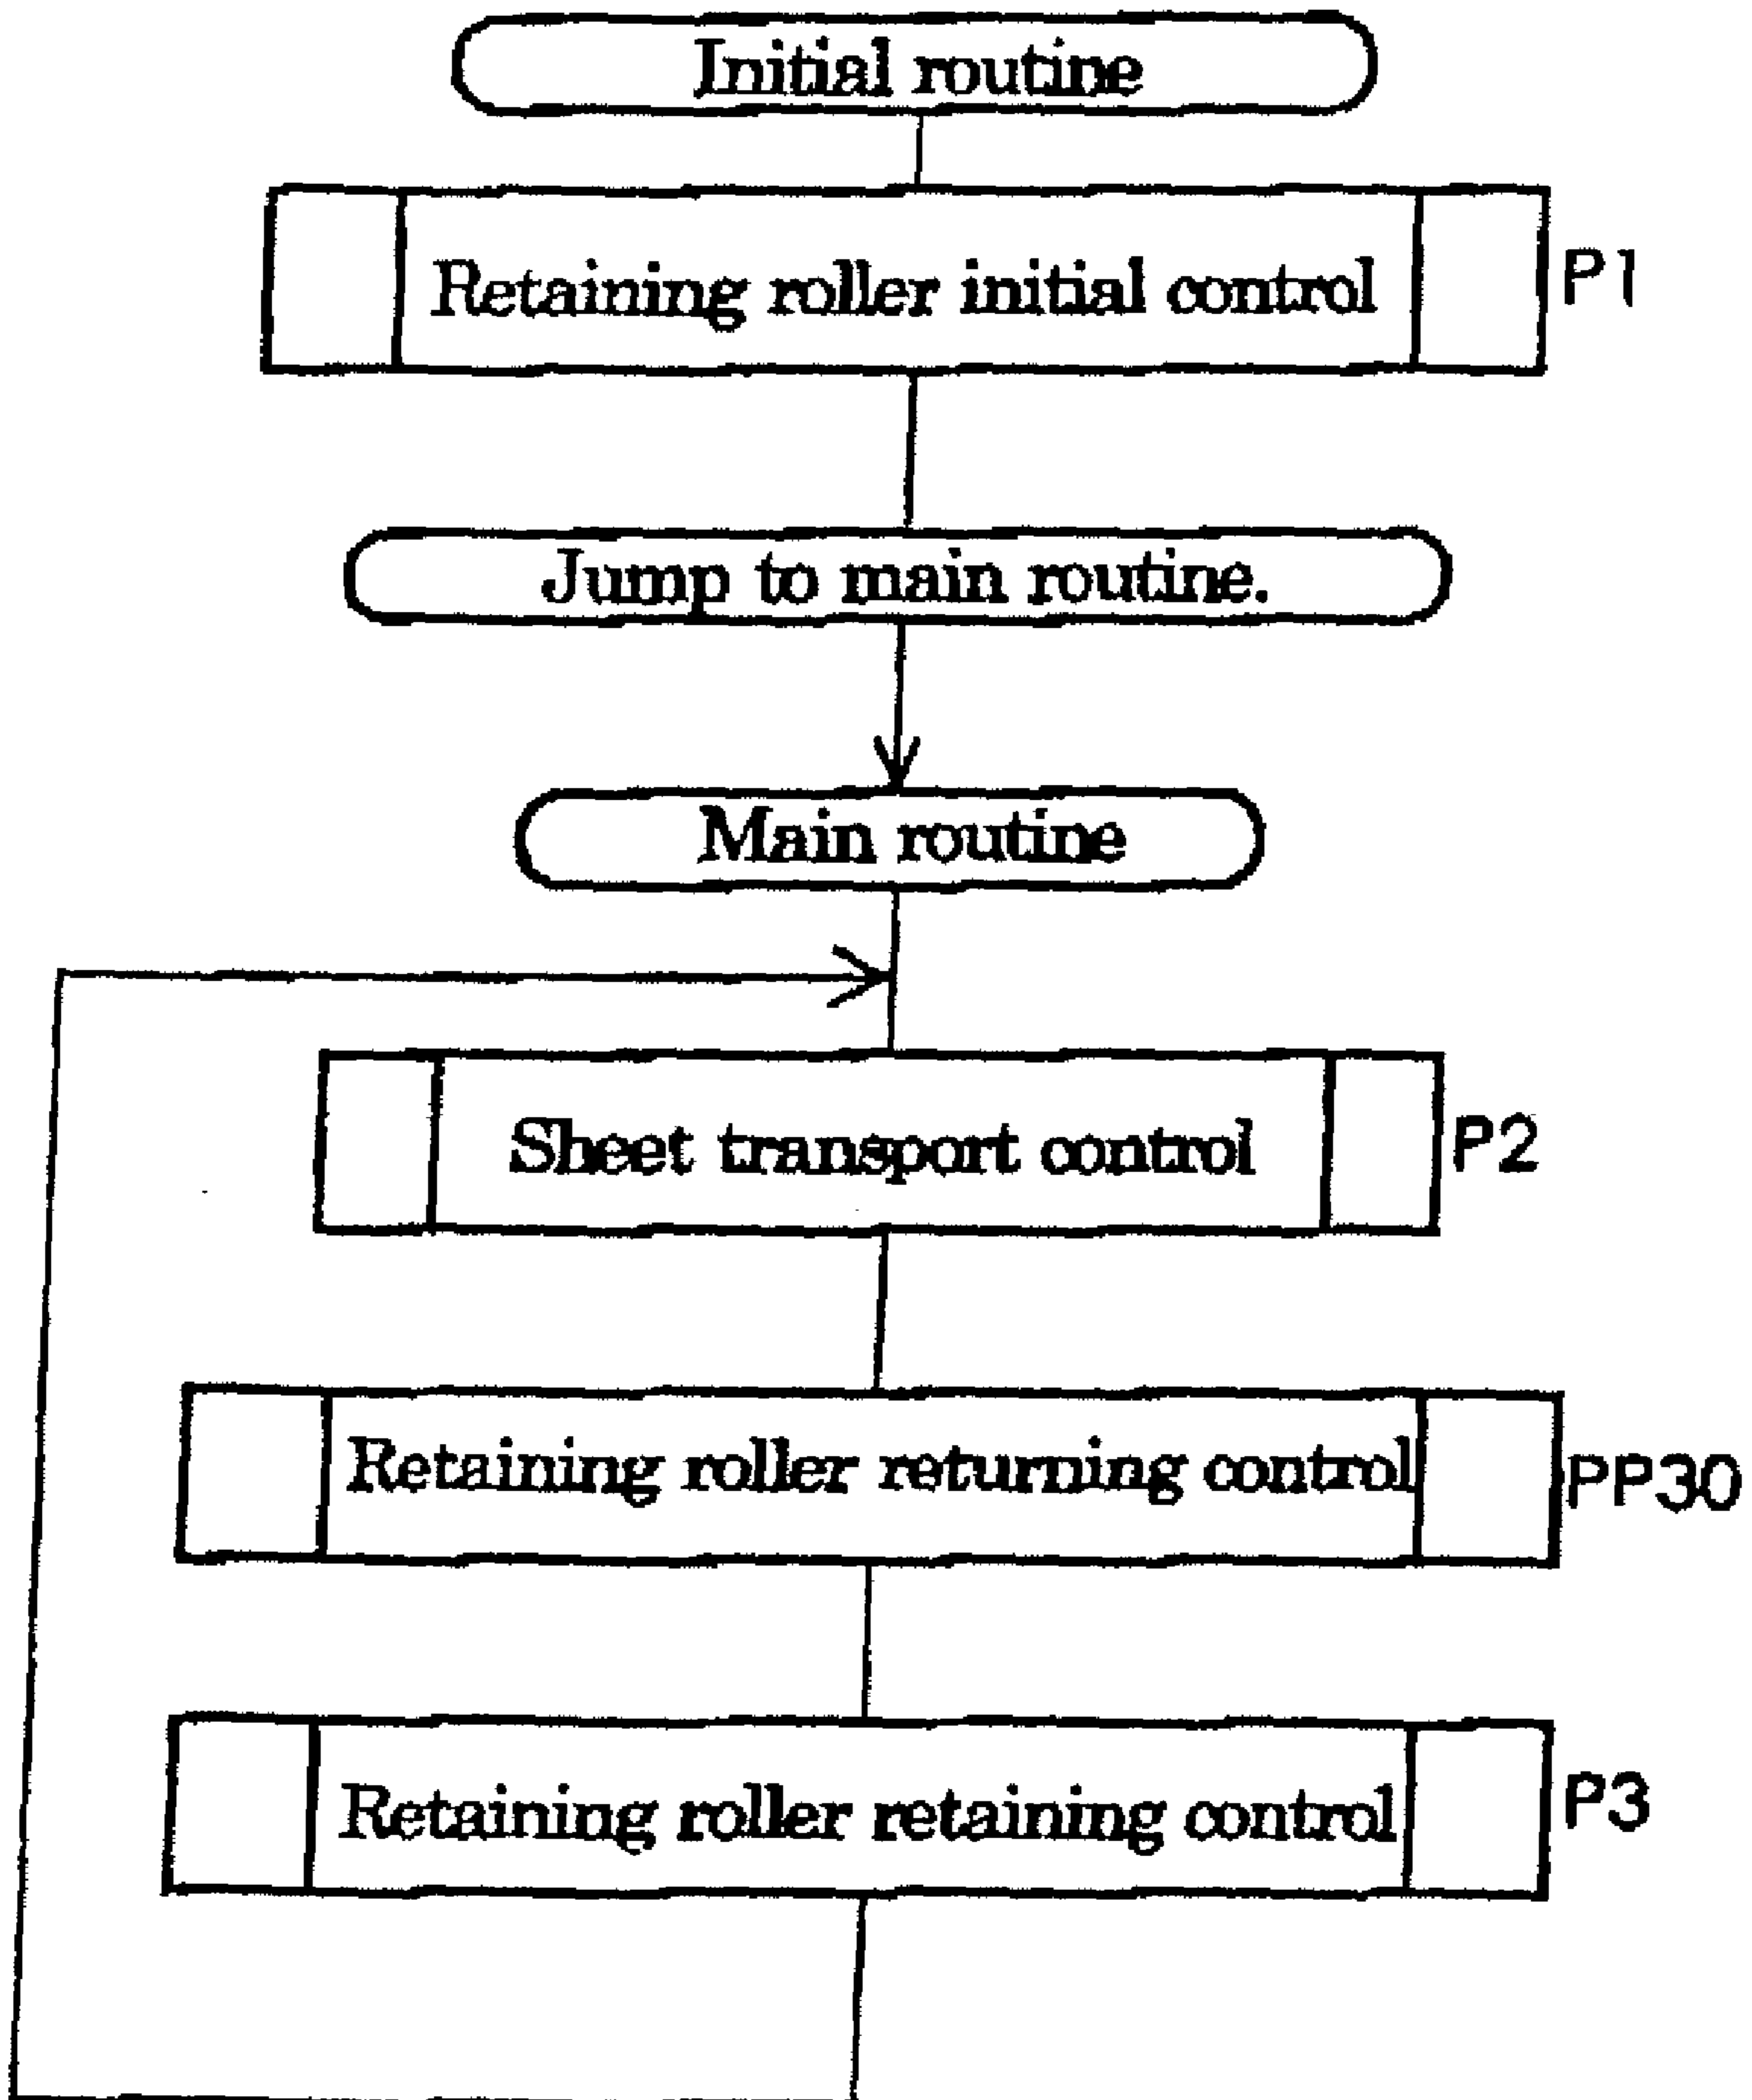 Initial routine
Retaining roller initial control
P1
Jump to main routine.
Main routine
Sheet transport control
P2
Retaining roller returning control
PP30
Retaining roller retaining control
P3